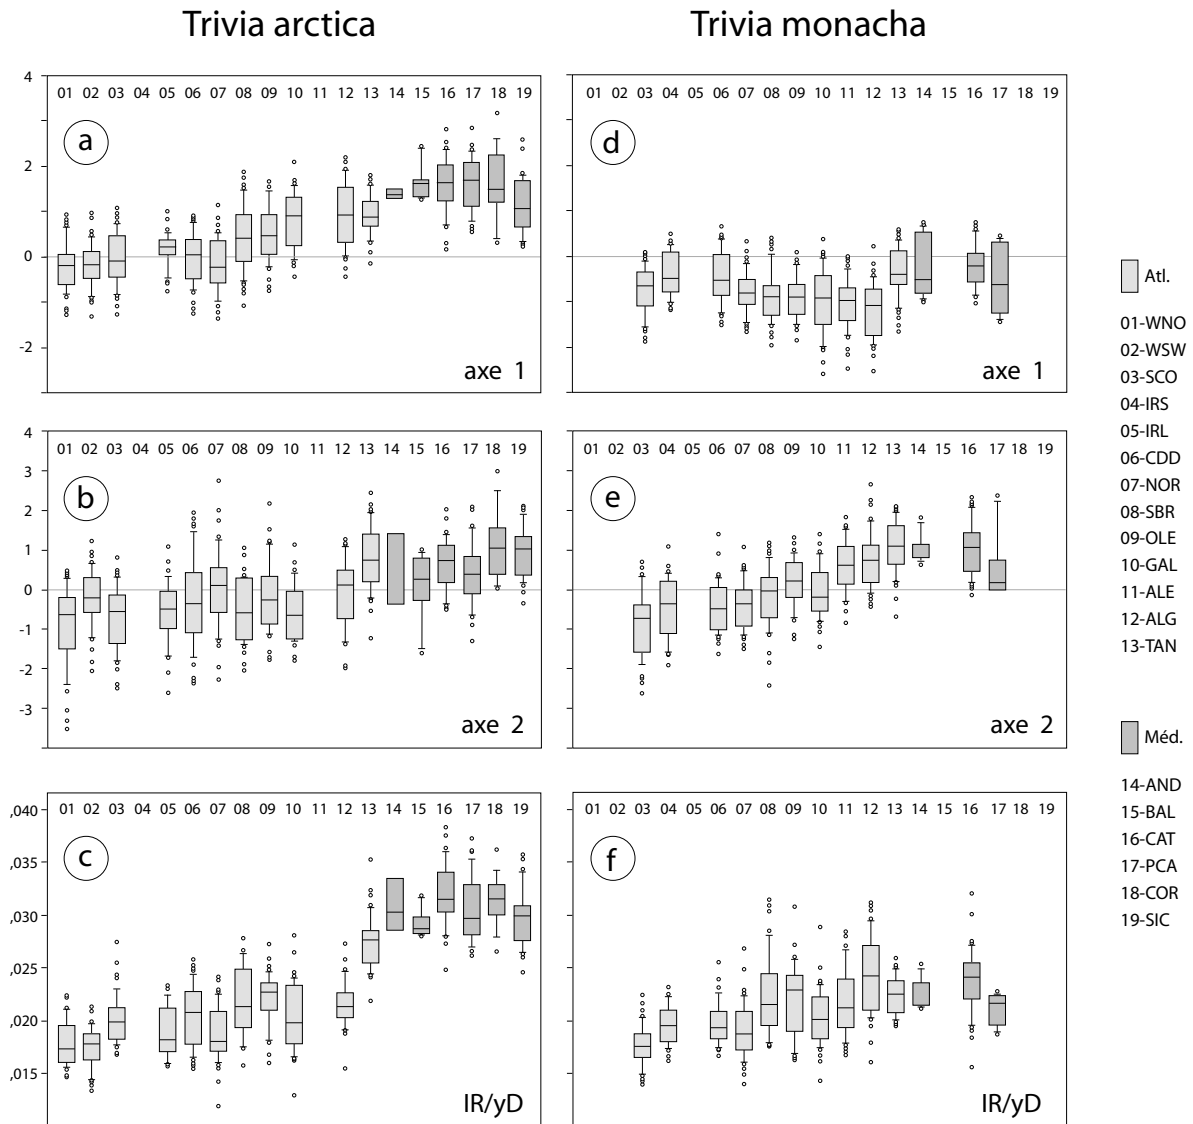 Trivia arctica
Trivia monacha
4
2
0
-2
01 02 03 04 05 06 07 08 09 10 11 12 13 14 15 16 17 18 19
a
axe 1
01 02 03 04 05 06 07 08 09 10 11 12 13 14 15 16 17 18 19
d
axe 1
4
3
2
1
0
-1
-2
-3
01 02 03 04 05 06 07 08 09 10 11 12 13 14 15 16 17 18 19
b
axe 2
01 02 03 04 05 06 07 08 09 10 11 12 13 14 15 16 17 18 19
e
axe 2
,040
,035
,030
,025
,020
,015
01 02 03 04 05 06 07 08 09 10 11 12 13 14 15 16 17 18 19
c
IR/yD
01 02 03 04 05 06 07 08 09 10 11 12 13 14 15 16 17 18 19
f
IR/yD
Atl.
01-WNO
02-WSW
03-SCO
04-IRS
05-IRL
06-CDD
07-NOR
08-SBR
09-OLE
10-GAL
11-ALE
12-ALG
13-TAN
Méd.
14-AND
15-BAL
16-CAT
17-PCA
18-COR
19-SIC